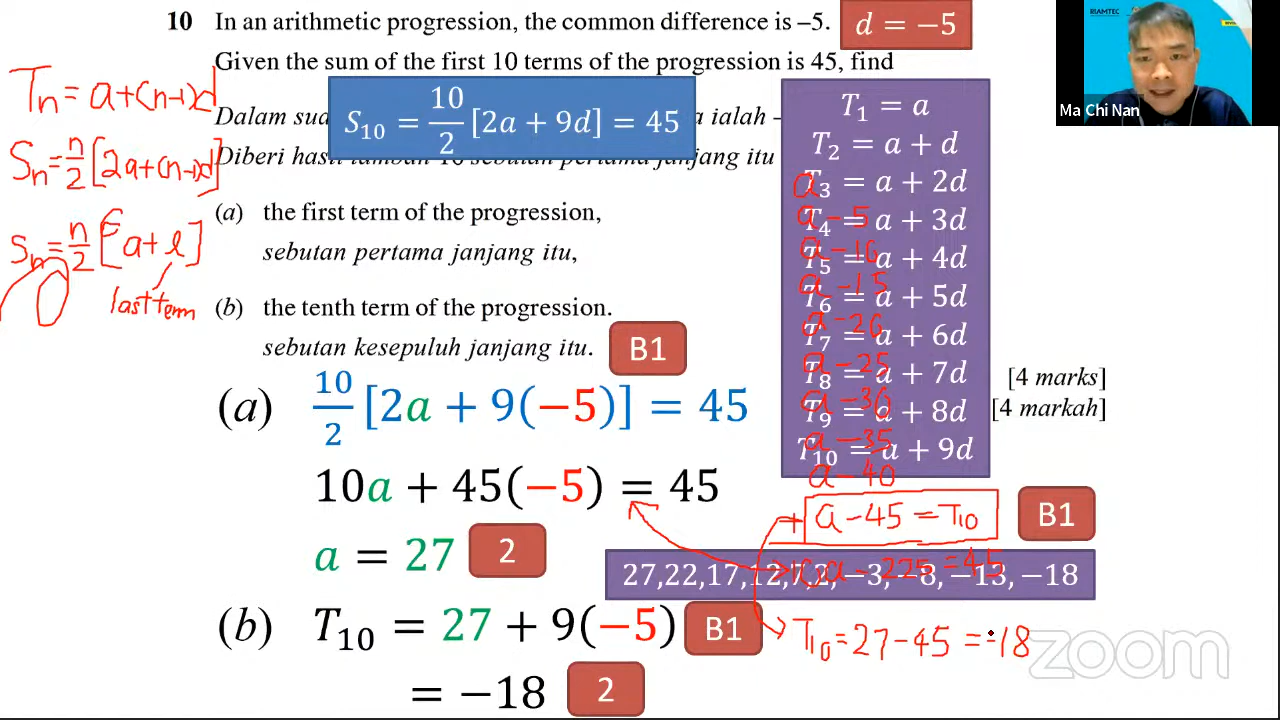 10 In an arithmetic progression, the common difference is –5.
d = −5
Given the sum of the first 10 terms of the progression is 45, find
Dalam sua
S₁₀ = 10/2 [2a + 9d] = 45
a ialah –
Diberi hasil tambah 10 sebutan pertama janjang itu
(a) the first term of the progression,
sebutan pertama janjang itu,
(b) the tenth term of the progression.
sebutan kesepuluh janjang itu.
B1
[4 marks]
[4 markah]
Tn = a+(n-1)d
Sn = n/2 [2a+(n-1)d]
Sn = n/2 [a+l]
last term
T₁ = a
T₂ = a + d
T₃ = a + 2d
T₄ = a + 3d
T₅ = a + 4d
T₆ = a + 5d
T₇ = a + 6d
T₈ = a + 7d
T₉ = a + 8d
T₁₀ = a + 9d
a
a - 5
a - 10
a - 15
a - 20
a - 25
a - 30
a - 35
a - 40
+ a - 45 = T₁₀
B1
10a - 225 = 45
(a) 10/2 [2a + 9(−5)] = 45
10a + 45(−5) = 45
a = 27
2
27,22,17,12,7,2,−3,−8,−13,−18
(b) T₁₀ = 27 + 9(−5)
B1
T₁₀ = 27 - 45 = -18
= −18
2
Ma Chi Nan
zoom